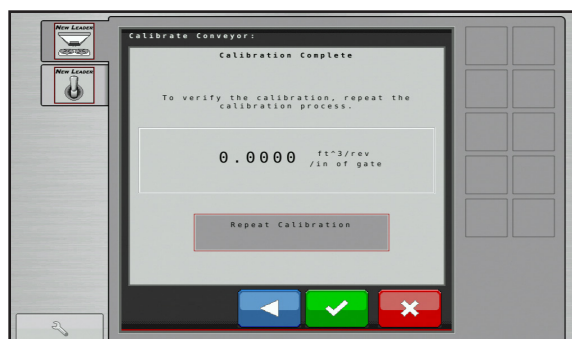 New Leader
Calibrate Conveyor:
Calibration Complete
New Leader
To verify the calibration, repeat the
calibration process.
0.0000 ft^3/rev
/in of gate
Repeat Calibration